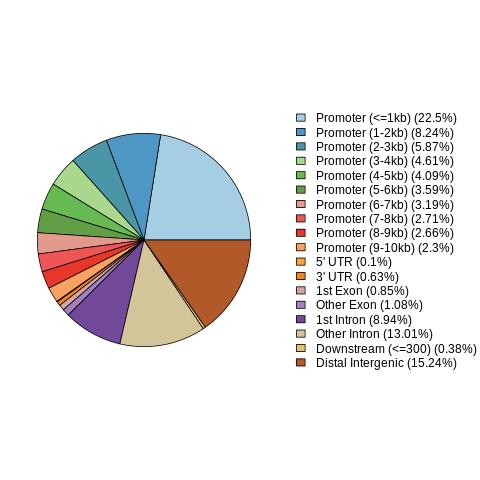 Promoter (<=1kb) (22.5%)
Promoter (1-2kb) (8.24%)
Promoter (2-3kb) (5.87%)
Promoter (3-4kb) (4.61%)
Promoter (4-5kb) (4.09%)
Promoter (5-6kb) (3.59%)
Promoter (6-7kb) (3.19%)
Promoter (7-8kb) (2.71%)
Promoter (8-9kb) (2.66%)
Promoter (9-10kb) (2.3%)
5' UTR (0.1%)
3' UTR (0.63%)
1st Exon (0.85%)
Other Exon (1.08%)
1st Intron (8.94%)
Other Intron (13.01%)
Downstream (<=300) (0.38%)
Distal Intergenic (15.24%)